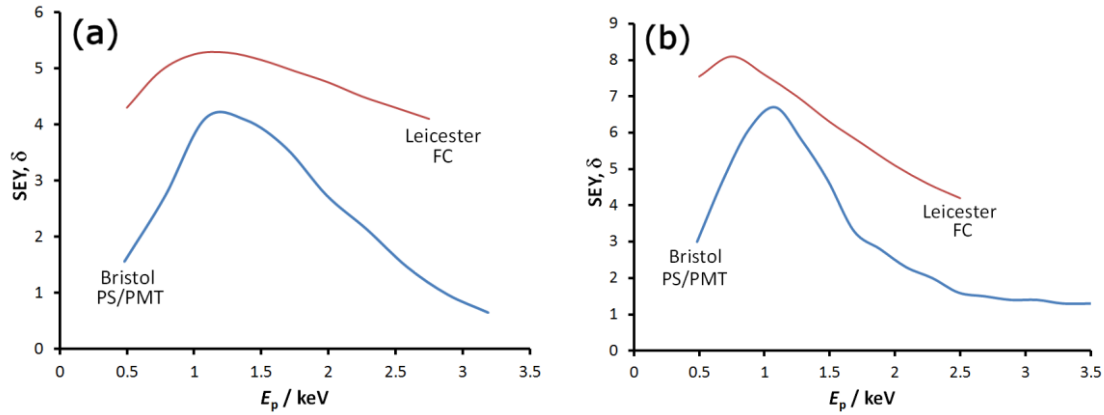 (a)
6
5
4
3
2
1
0
SEY, δ
Leicester
FC
Bristol
PS/PMT
0 0.5 1 1.5 2 2.5 3 3.5
Ep / keV
(b)
9
8
7
6
5
4
3
2
1
0
SEY, δ
Leicester
FC
Bristol
PS/PMT
0 0.5 1 1.5 2 2.5 3 3.5
Ep / keV